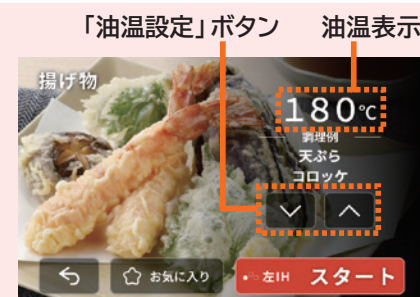 「油温設定」ボタン　油温表示
揚げ物
180℃
調理例
天ぷら
コロッケ
お気に入り
左IH スタート